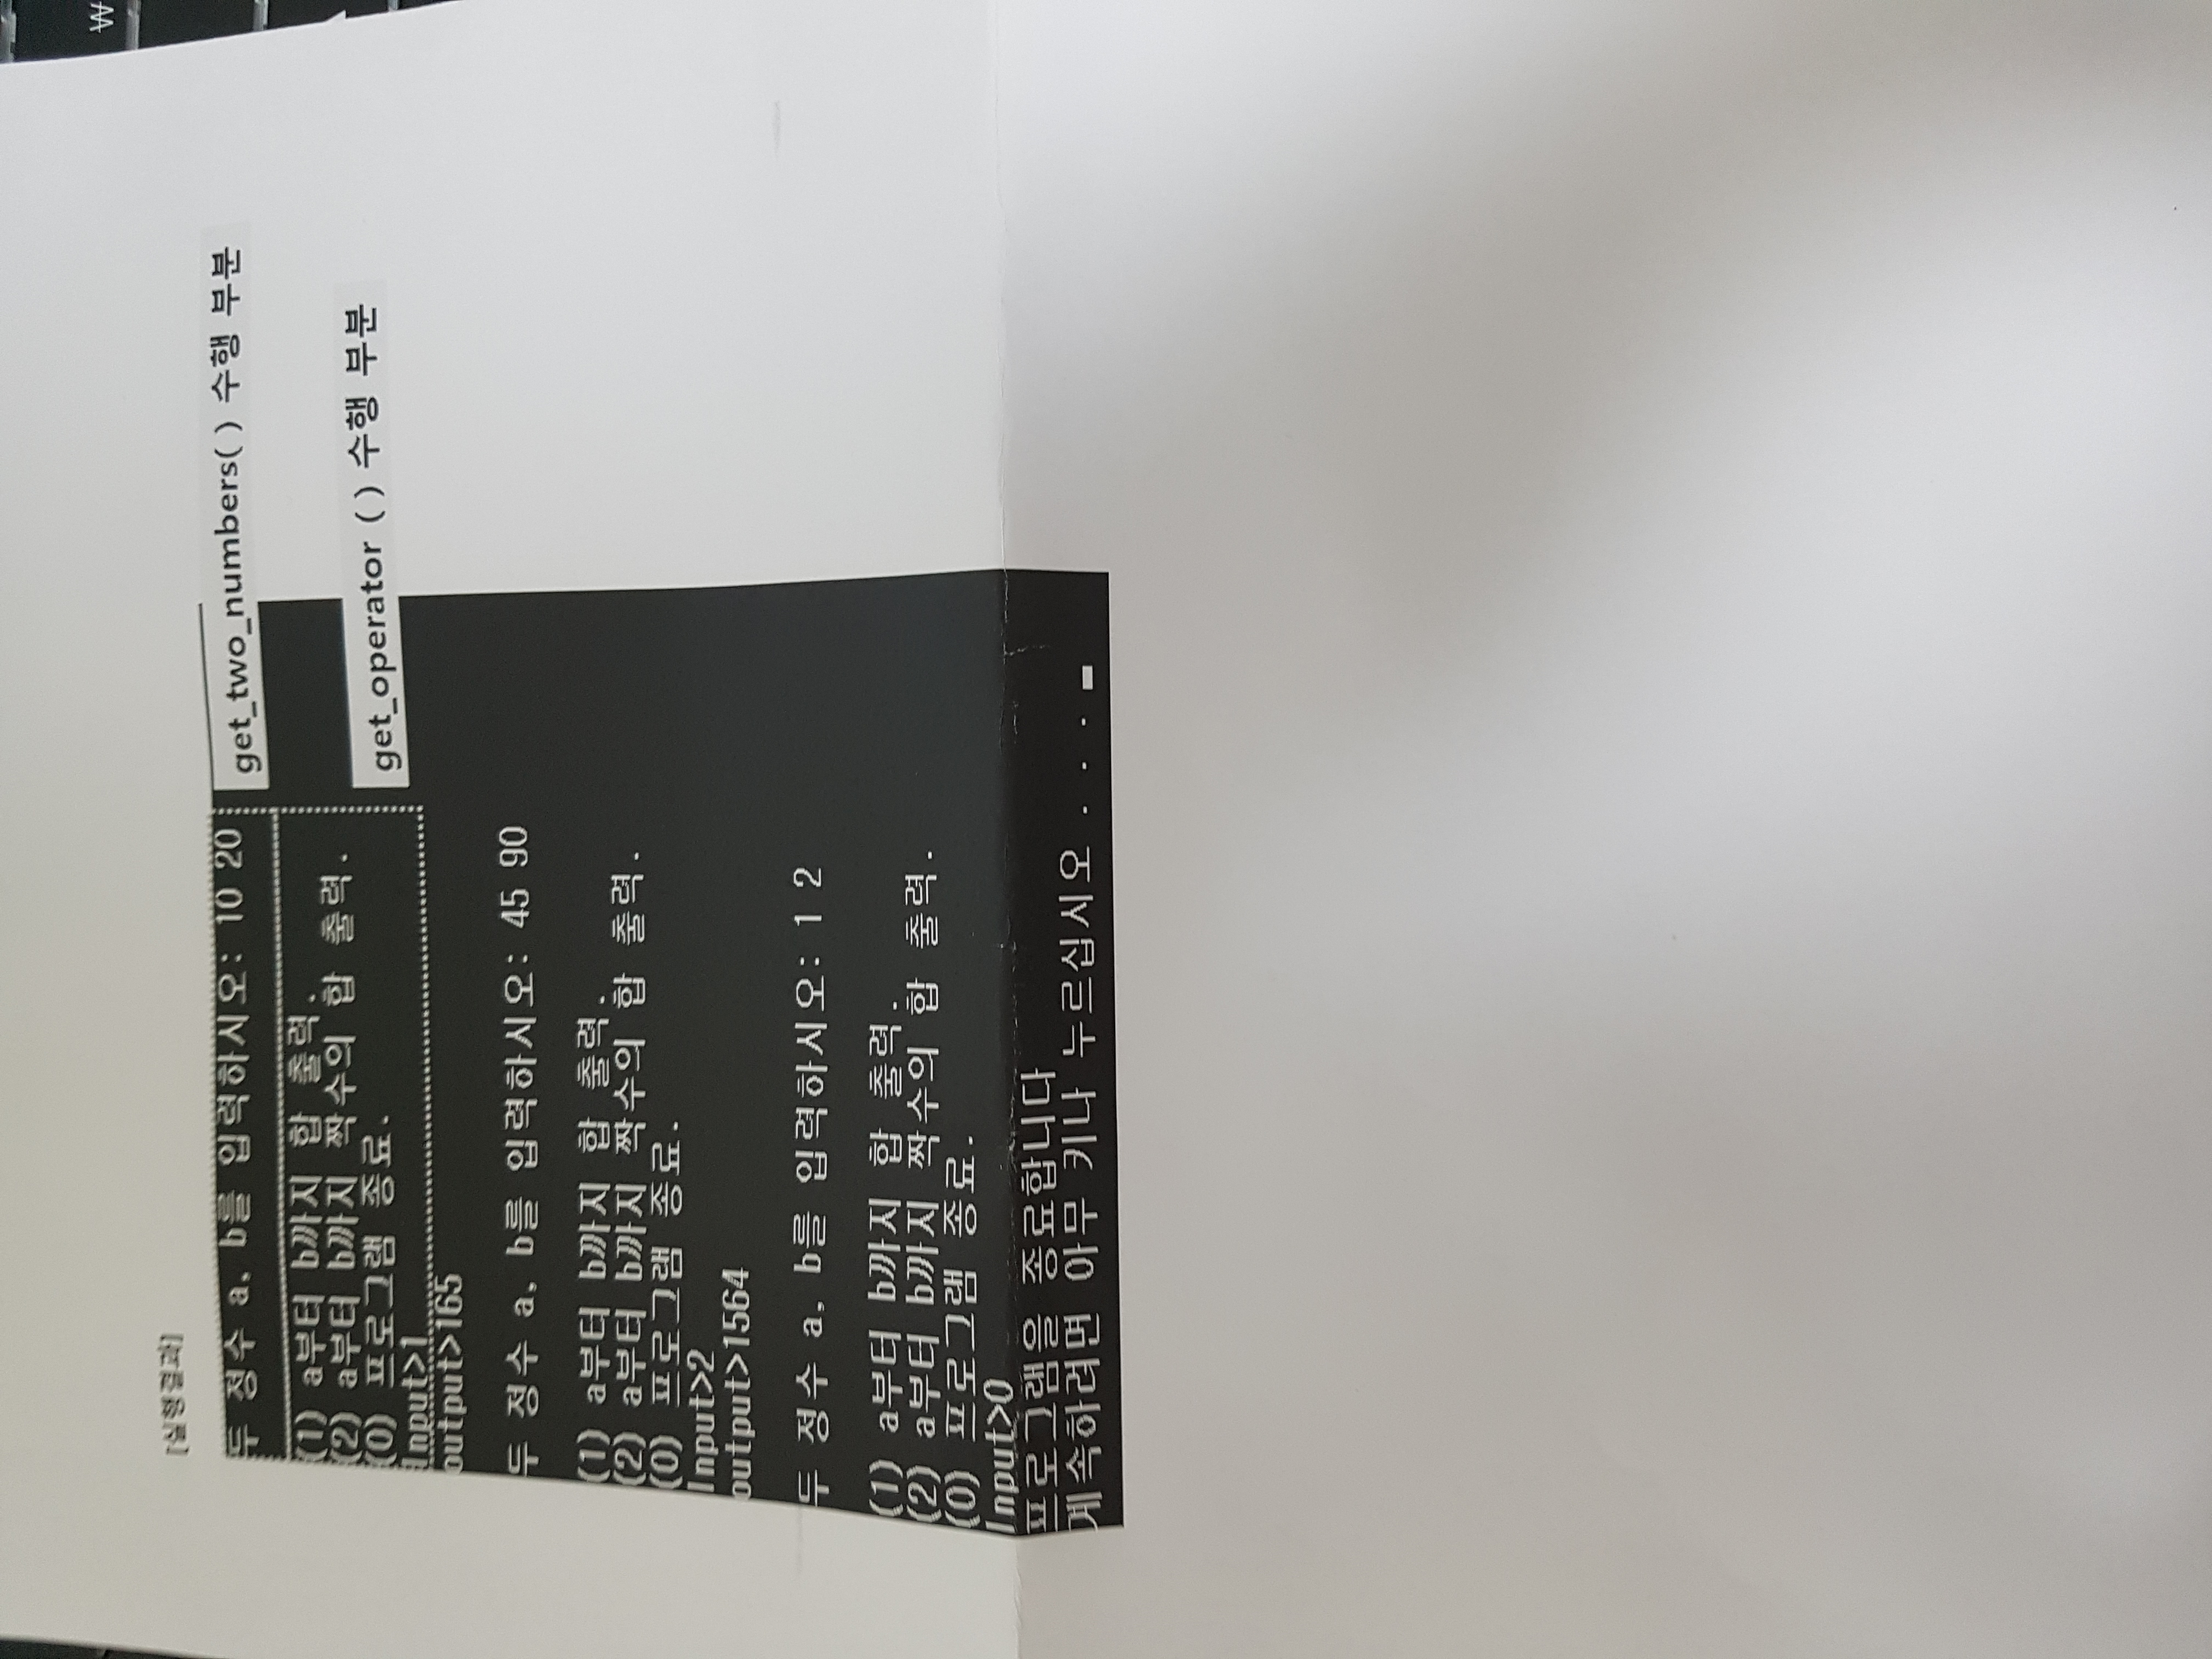 [실행결과]
두 정수 a, b를 입력하시오: 10 20
get_two_numbers( ) 수행 부분
(1) a부터 b까지 합 출력.
(2) a부터 b까지 짝수의 합 출력.
(0) 프로그램 종료.
Input>1
get_operator ( ) 수행 부분
output>165
두 정수 a, b를 입력하시오: 45 90
(1) a부터 b까지 합 출력.
(2) a부터 b까지 짝수의 합 출력.
(0) 프로그램 종료.
Input>2
output>1564
두 정수 a, b를 입력하시오: 1 2
(1) a부터 b까지 합 출력.
(2) a부터 b까지 짝수의 합 출력.
(0) 프로그램 종료.
Input>0
프로그램을 종료합니다
계속하려면 아무 키나 누르십시오 . . .
₩